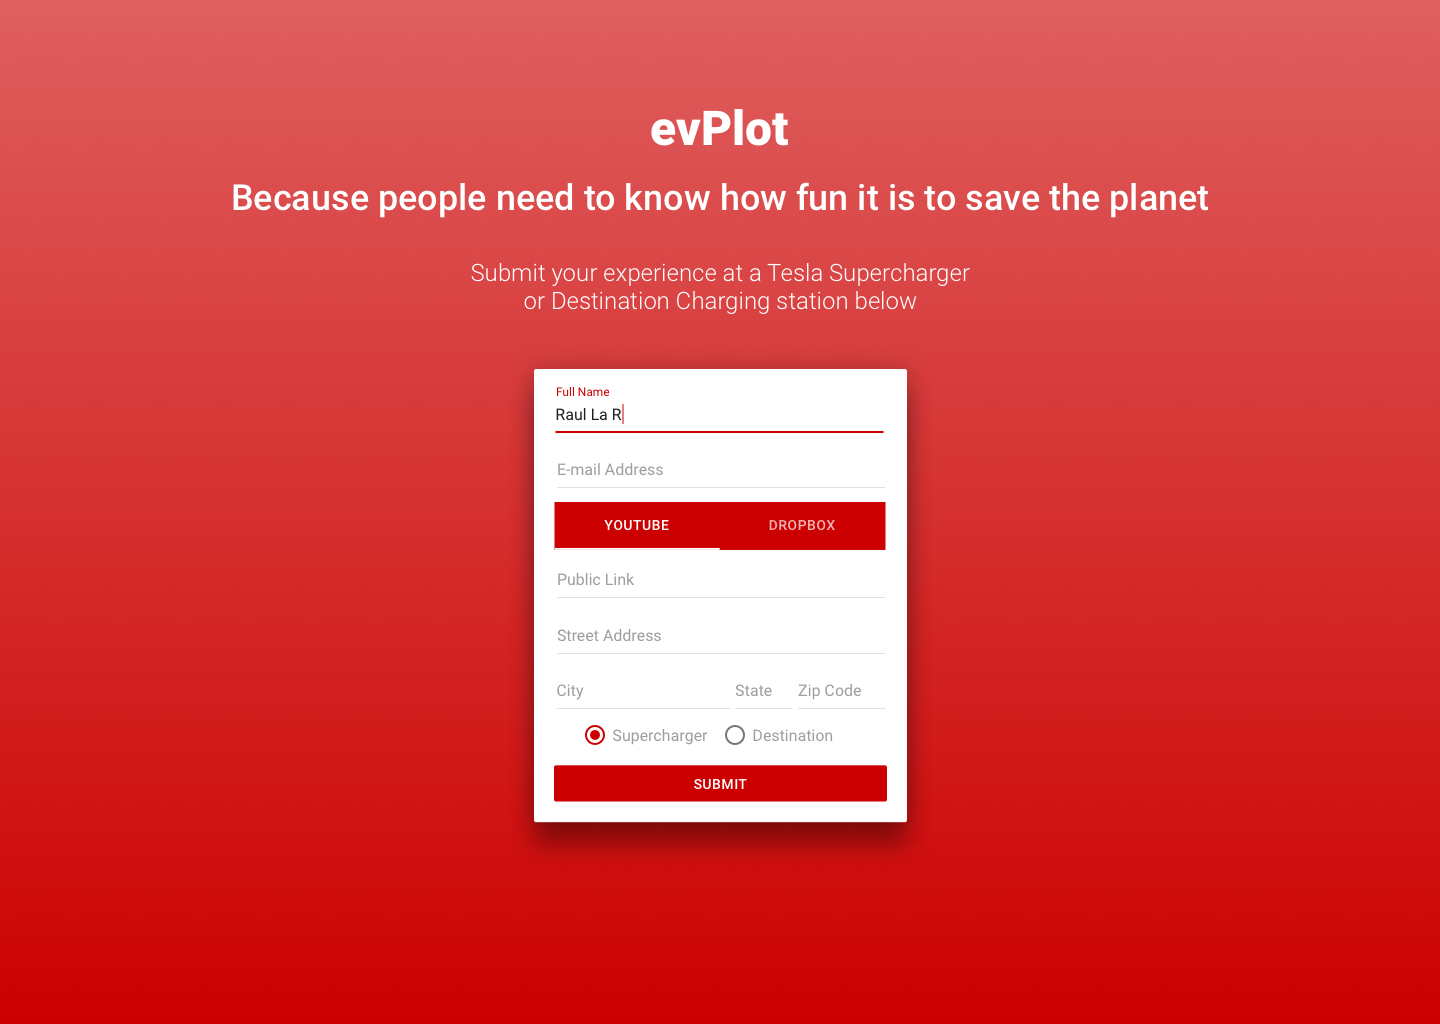 evPlot
Because people need to know how fun it is to save the planet
Submit your experience at a Tesla Supercharger
or Destination Charging station below
Full Name
Raul La R
E-mail Address
YOUTUBE DROPBOX
Public Link
Street Address
City State Zip Code
Supercharger Destination
SUBMIT